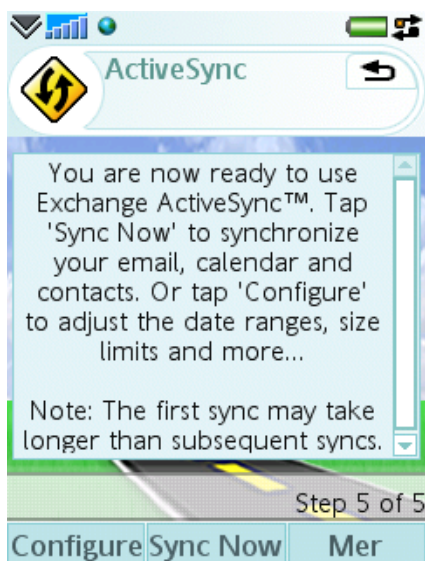 ActiveSync
You are now ready to use
Exchange ActiveSync™. Tap
'Sync Now' to synchronize
your email, calendar and
contacts. Or tap 'Configure'
to adjust the date ranges, size
limits and more...
Note: The first sync may take
longer than subsequent syncs.
Step 5 of 5
Configure Sync Now Mer